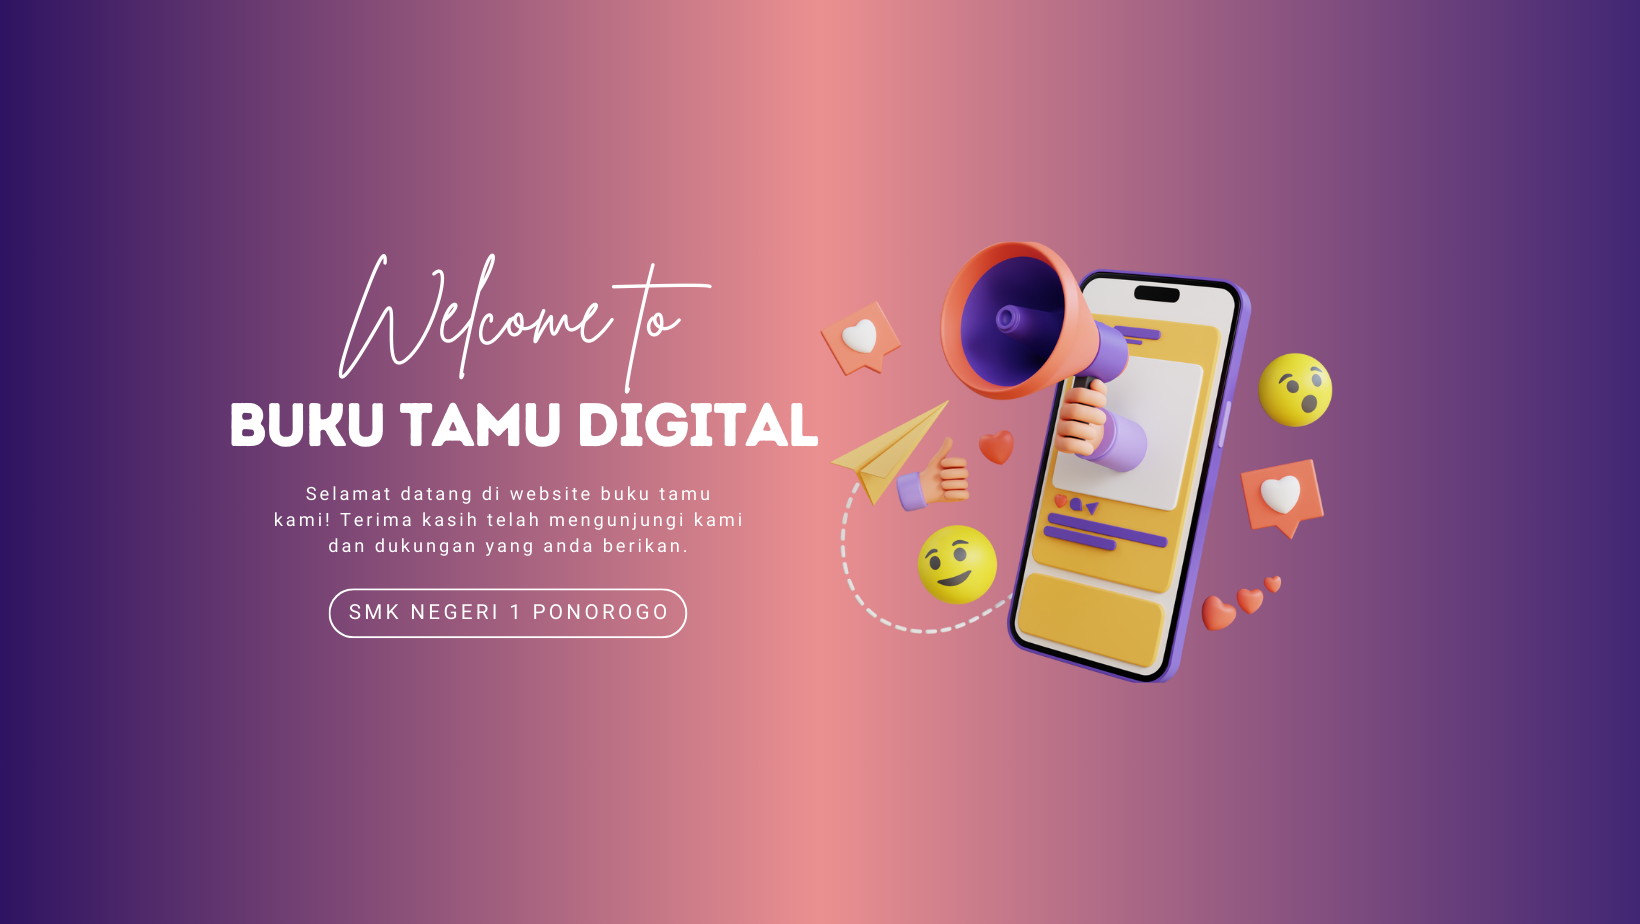 Welcome to
BUKU TAMU DIGITAL
Selamat datang di website buku tamu
kami! Terima kasih telah mengunjungi kami
dan dukungan yang anda berikan.
SMK NEGERI 1 PONOROGO